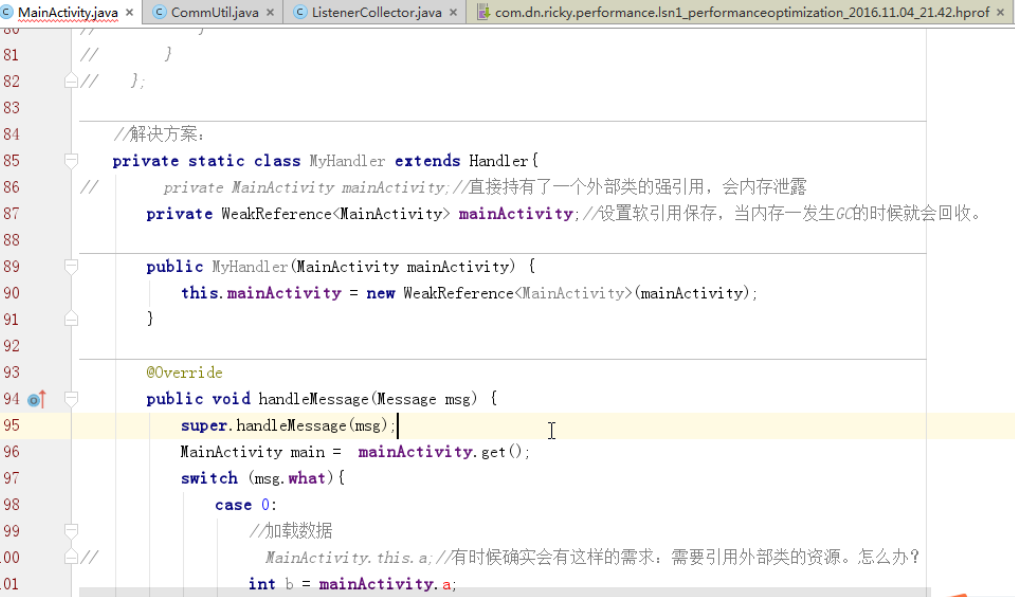 MainActivity.java × CommUtil.java × ListenerCollector.java × com.dn.ricky.performance.lsn1_performanceoptimization_2016.11.04_21.42.hprof ×
80 // }
81 // }
82 // };
83
84 //解决方案：
85 private static class MyHandler extends Handler{
86 // private MainActivity mainActivity;//直接持有了一个外部类的强引用，会内存泄露
87 private WeakReference<MainActivity> mainActivity;//设置软引用保存，当内存一发生GC的时候就会回收。
88
89 public MyHandler(MainActivity mainActivity) {
90 this.mainActivity = new WeakReference<MainActivity>(mainActivity);
91 }
92
93 @Override
94 public void handleMessage(Message msg) {
95 super.handleMessage(msg);
96 MainActivity main = mainActivity.get();
97 switch (msg.what){
98 case 0:
99 //加载数据
100 // MainActivity.this.a;//有时候确实会有这样的需求：需要引用外部类的资源。怎么办？
101 int b = mainActivity.a;